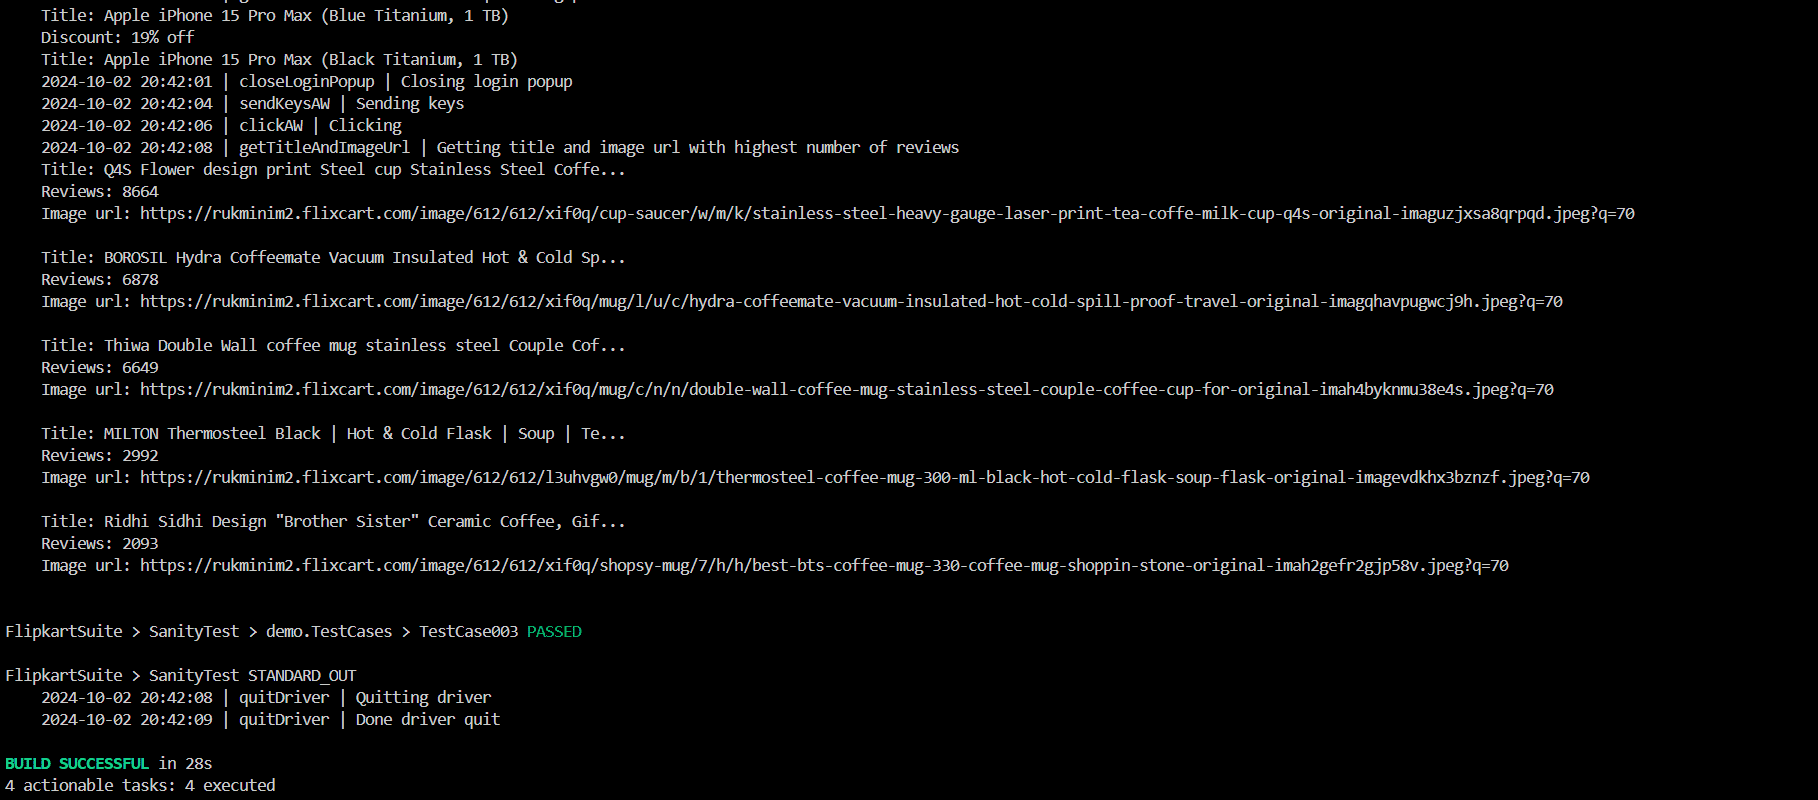 Title: Apple iPhone 15 Pro Max (Blue Titanium, 1 TB)
Discount: 19% off
Title: Apple iPhone 15 Pro Max (Black Titanium, 1 TB)
2024-10-02 20:42:01 | closeLoginPopup | Closing login popup
2024-10-02 20:42:04 | sendKeysAW | Sending keys
2024-10-02 20:42:06 | clickAW | Clicking
2024-10-02 20:42:08 | getTitleAndImageUrl | Getting title and image url with highest number of reviews
Title: Q4S Flower design print Steel cup Stainless Steel Coffe...
Reviews: 8664
Image url: https://rukminim2.flixcart.com/image/612/612/xif0q/cup-saucer/w/m/k/stainless-steel-heavy-gauge-laser-print-tea-coffe-milk-cup-q4s-original-imaguzjxsa8qrpqd.jpeg?q=70
Title: BOROSIL Hydra Coffeemate Vacuum Insulated Hot & Cold Sp...
Reviews: 6878
Image url: https://rukminim2.flixcart.com/image/612/612/xif0q/mug/l/u/c/hydra-coffeemate-vacuum-insulated-hot-cold-spill-proof-travel-original-imagqhavpugwcj9h.jpeg?q=70
Title: Thiwa Double Wall coffee mug stainless steel Couple Cof...
Reviews: 6649
Image url: https://rukminim2.flixcart.com/image/612/612/xif0q/mug/c/n/n/double-wall-coffee-mug-stainless-steel-couple-coffee-cup-for-original-imah4byknmu38e4s.jpeg?q=70
Title: MILTON Thermosteel Black | Hot & Cold Flask | Soup | Te...
Reviews: 2992
Image url: https://rukminim2.flixcart.com/image/612/612/l3uhvgw0/mug/m/b/1/thermosteel-coffee-mug-300-ml-black-hot-cold-flask-soup-flask-original-imagevdkhx3bznzf.jpeg?q=70
Title: Ridhi Sidhi Design "Brother Sister" Ceramic Coffee, Gif...
Reviews: 2093
Image url: https://rukminim2.flixcart.com/image/612/612/xif0q/shopsy-mug/7/h/h/best-bts-coffee-mug-330-coffee-mug-shoppin-stone-original-imah2gefr2gjp58v.jpeg?q=70
FlipkartSuite > SanityTest > demo.TestCases > TestCase003 PASSED
FlipkartSuite > SanityTest STANDARD_OUT
2024-10-02 20:42:08 | quitDriver | Quitting driver
2024-10-02 20:42:09 | quitDriver | Done driver quit
BUILD SUCCESSFUL in 28s
4 actionable tasks: 4 executed